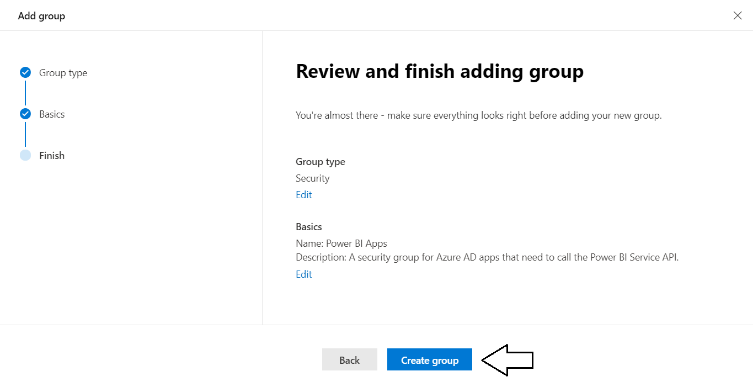 Add group
Group type
Basics
Finish
Review and finish adding group
You're almost there - make sure everything looks right before adding your new group.
Group type
Security
Edit
Basics
Name: Power BI Apps
Description: A security group for Azure AD apps that need to call the Power BI Service API.
Edit
Back
Create group